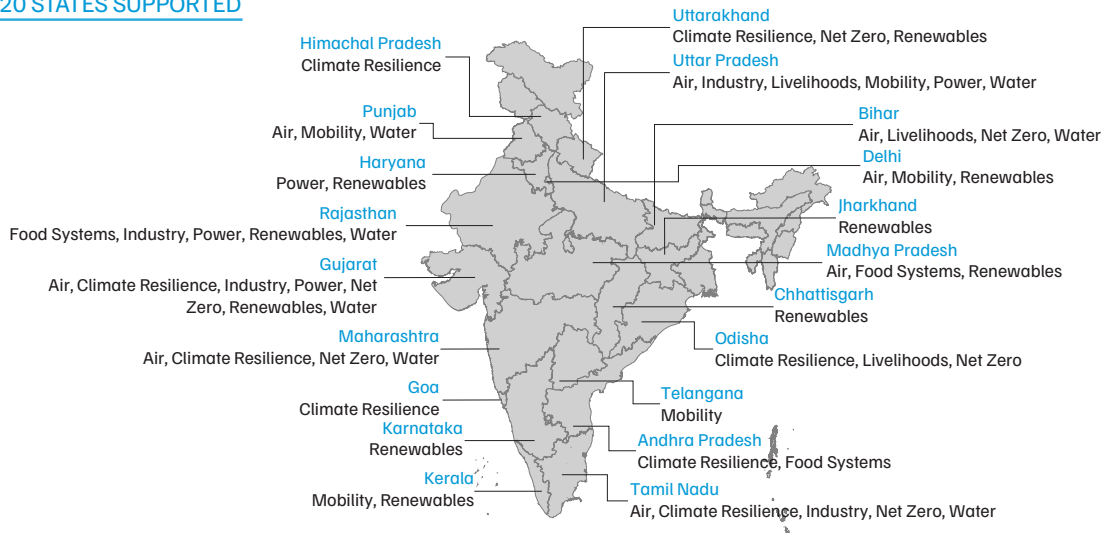 20 STATES SUPPORTED
Uttarakhand
Climate Resilience, Net Zero, Renewables
Himachal Pradesh
Climate Resilience
Uttar Pradesh
Air, Industry, Livelihoods, Mobility, Power, Water
Punjab
Air, Mobility, Water
Bihar
Air, Livelihoods, Net Zero, Water
Haryana
Power, Renewables
Delhi
Air, Mobility, Renewables
Rajasthan
Food Systems, Industry, Power, Renewables, Water
Jharkhand
Renewables
Madhya Pradesh
Air, Food Systems, Renewables
Gujarat
Air, Climate Resilience, Industry, Power, Net
Zero, Renewables, Water
Chhattisgarh
Renewables
Maharashtra
Air, Climate Resilience, Net Zero, Water
Odisha
Climate Resilience, Livelihoods, Net Zero
Goa
Climate Resilience
Telangana
Mobility
Karnataka
Renewables
Andhra Pradesh
Climate Resilience, Food Systems
Kerala
Mobility, Renewables
Tamil Nadu
Air, Climate Resilience, Industry, Net Zero, Water